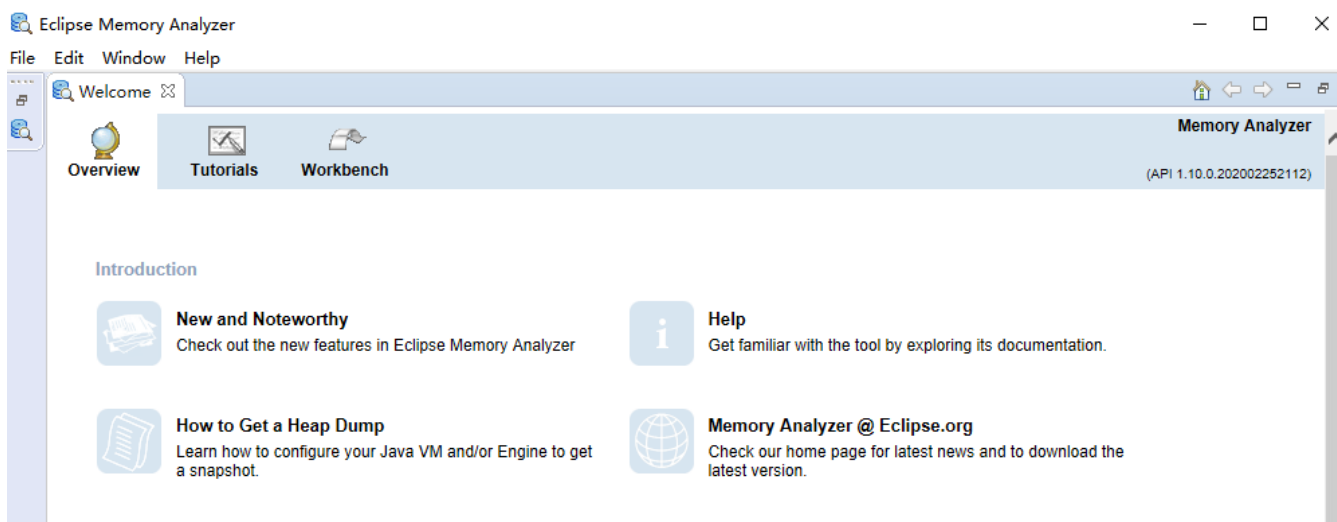 Eclipse Memory Analyzer
File Edit Window Help
Welcome
Overview Tutorials Workbench
Memory Analyzer
(API 1.10.0.202002252112)
Introduction
New and Noteworthy
Check out the new features in Eclipse Memory Analyzer
Help
Get familiar with the tool by exploring its documentation.
How to Get a Heap Dump
Learn how to configure your Java VM and/or Engine to get
a snapshot.
Memory Analyzer @ Eclipse.org
Check our home page for latest news and to download the
latest version.